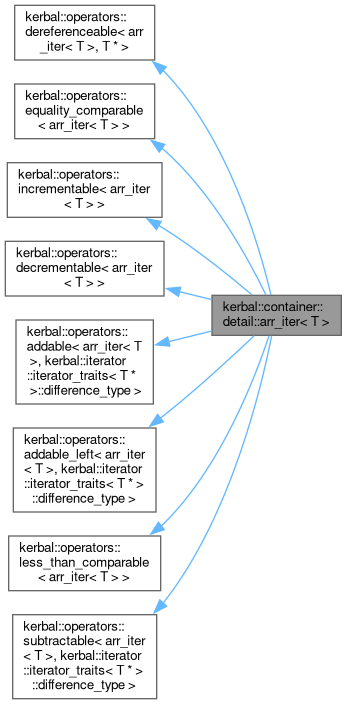 kerbal::operators::
dereferenceable< arr
_iter< T >, T * >
kerbal::operators::
equality_comparable
< arr_iter< T > >
kerbal::operators::
incrementable< arr_iter
< T > >
kerbal::operators::
decrementable< arr_iter
< T > >
kerbal::container::
detail::arr_iter< T >
kerbal::operators::
addable< arr_iter< T
>, kerbal::iterator
::iterator_traits< T *
>::difference_type >
kerbal::operators::
addable_left< arr_iter
< T >, kerbal::iterator
::iterator_traits< T * >
::difference_type >
kerbal::operators::
less_than_comparable
< arr_iter< T > >
kerbal::operators::
subtractable< arr_iter
< T >, kerbal::iterator
::iterator_traits< T * >
::difference_type >